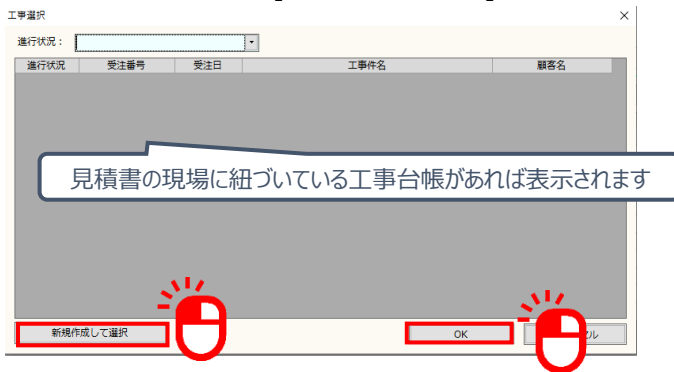 工事選択
進行状況：
進行状況 受注番号 受注日 工事件名 顧客名
見積書の現場に紐づいている工事台帳があれば表示されます
新規作成して選択 OK